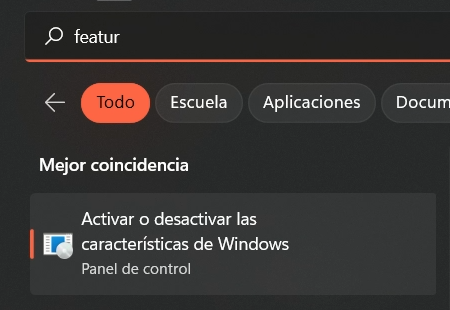 featur
Todo Escuela Aplicaciones Docum
Mejor coincidencia
Activar o desactivar las
características de Windows
Panel de control